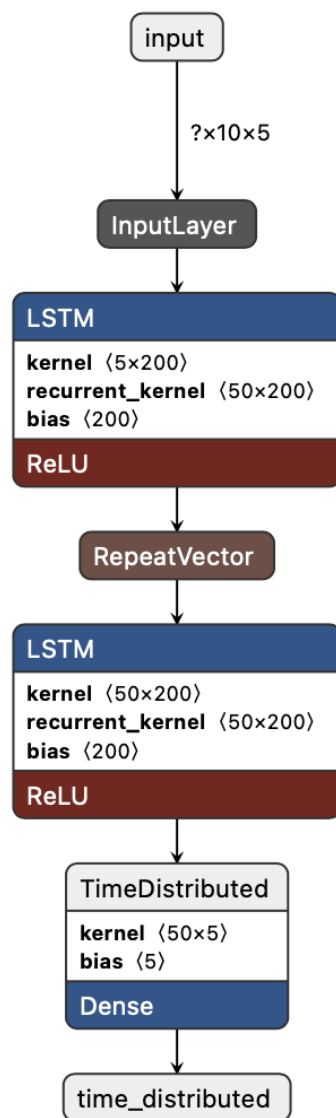 input
?×10×5
InputLayer
LSTM
kernel ⟨5×200⟩
recurrent_kernel ⟨50×200⟩
bias ⟨200⟩
ReLU
RepeatVector
LSTM
kernel ⟨50×200⟩
recurrent_kernel ⟨50×200⟩
bias ⟨200⟩
ReLU
TimeDistributed
kernel ⟨50×5⟩
bias ⟨5⟩
Dense
time_distributed